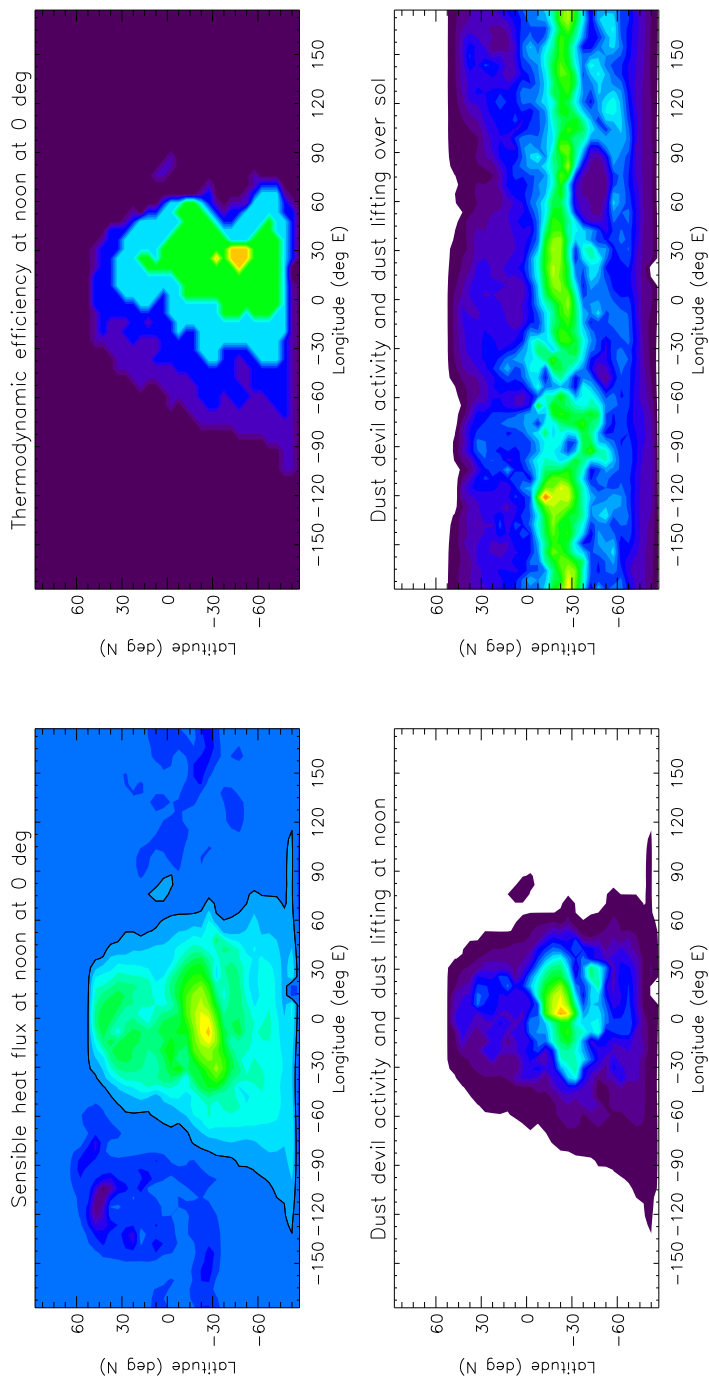 Sensible heat flux at noon at 0 deg
Latitude (deg N)
60
30
0
−30
−60
−150 −120 −90 −60 −30 0 30 60 90 120 150
Longitude (deg E)
Thermodynamic efficiency at noon at 0 deg
Latitude (deg N)
60
30
0
−30
−60
−150 −120 −90 −60 −30 0 30 60 90 120 150
Longitude (deg E)
Dust devil activity and dust lifting at noon
Latitude (deg N)
60
30
0
−30
−60
−150 −120 −90 −60 −30 0 30 60 90 120 150
Longitude (deg E)
Dust devil activity and dust lifting over sol
Latitude (deg N)
60
30
0
−30
−60
−150 −120 −90 −60 −30 0 30 60 90 120 150
Longitude (deg E)